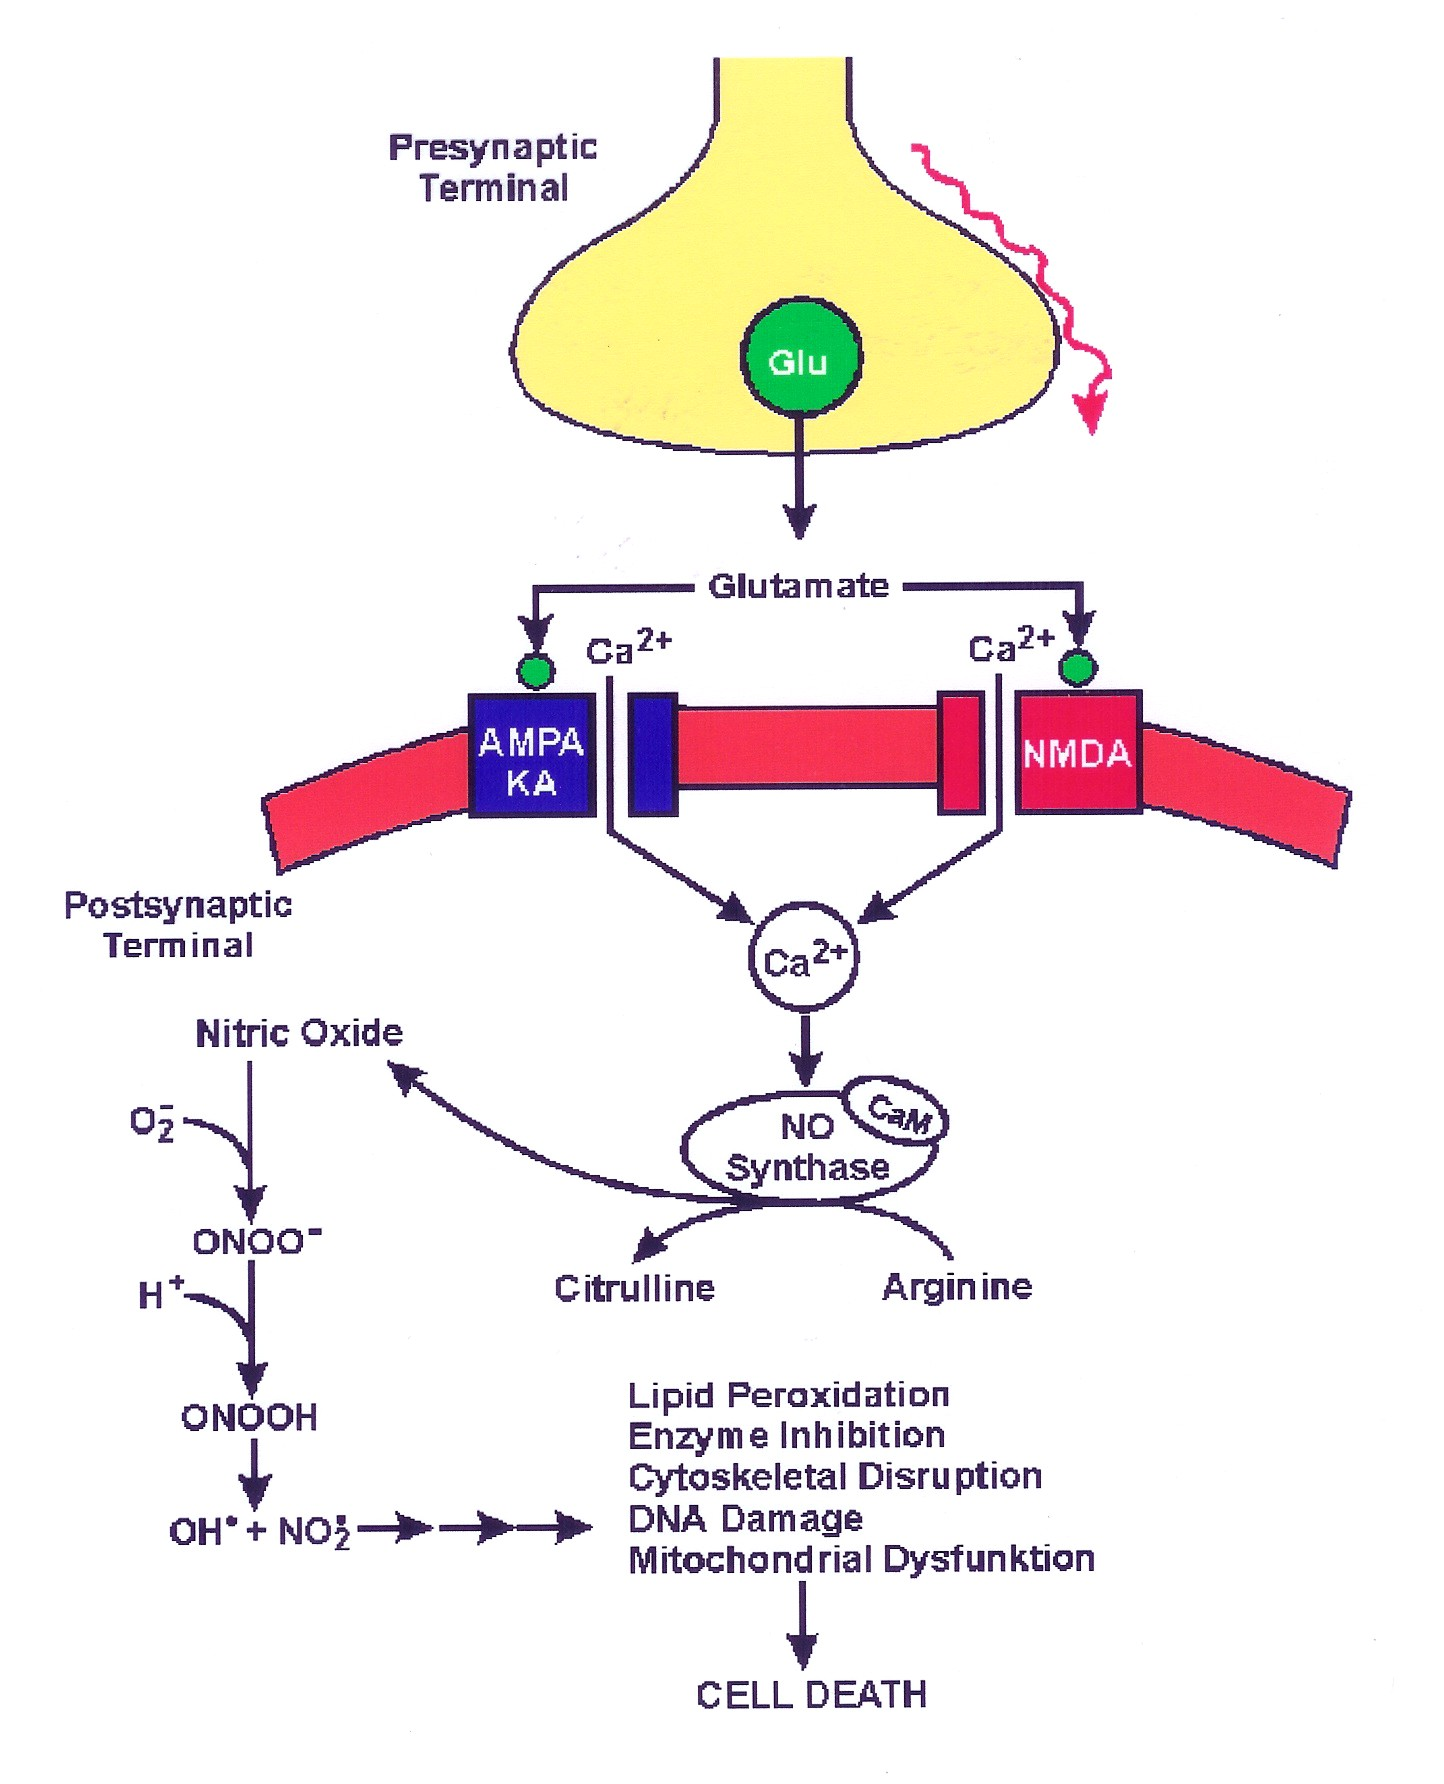 Presynaptic
Terminal
Glu
Glutamate
Ca²⁺
Ca²⁺
AMPA
KA
NMDA
Postsynaptic
Terminal
Ca²⁺
Nitric Oxide
O₂⁻
NO
Synthase
CaM
ONOO⁻
H⁺
Citrulline
Arginine
ONOOH
Lipid Peroxidation
Enzyme Inhibition
Cytoskeletal Disruption
DNA Damage
Mitochondrial Dysfunktion
OH• + NO₂•
CELL DEATH